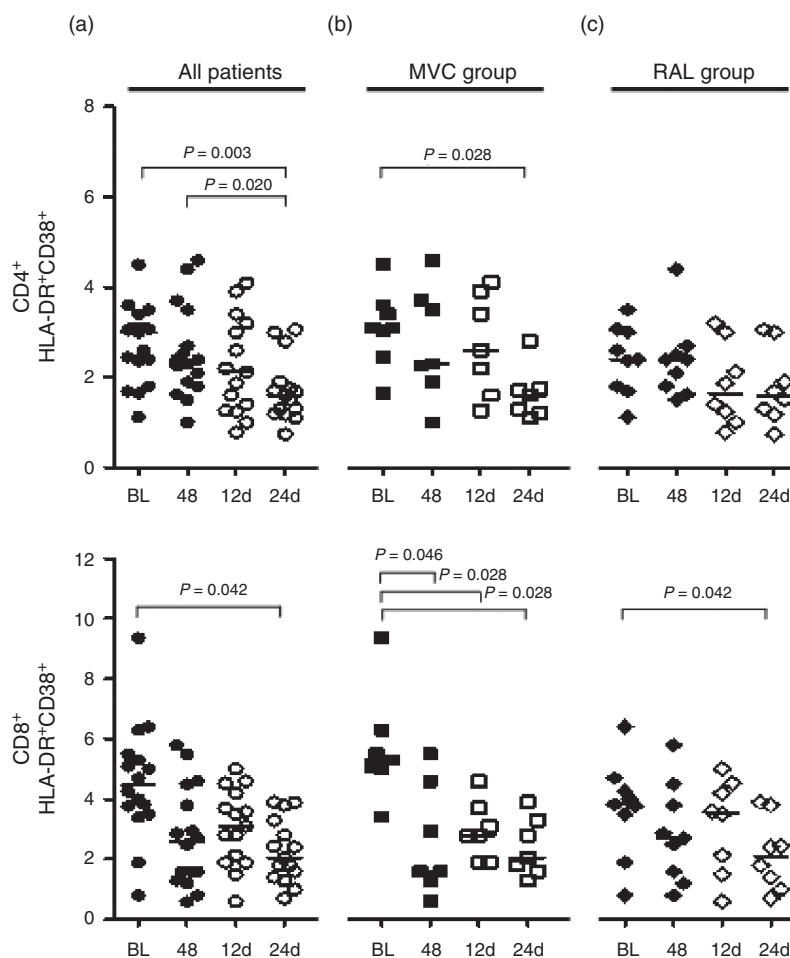 (a) (b) (c)
All patients MVC group RAL group
8
6
4
2
0
CD4⁺
HLA-DR⁺CD38⁺
P = 0.003
P = 0.020
P = 0.028
BL 48 12d 24d BL 48 12d 24d BL 48 12d 24d
12
10
8
6
4
2
0
CD8⁺
HLA-DR⁺CD38⁺
P = 0.042
P = 0.046
P = 0.028
P = 0.028
P = 0.042
BL 48 12d 24d BL 48 12d 24d BL 48 12d 24d